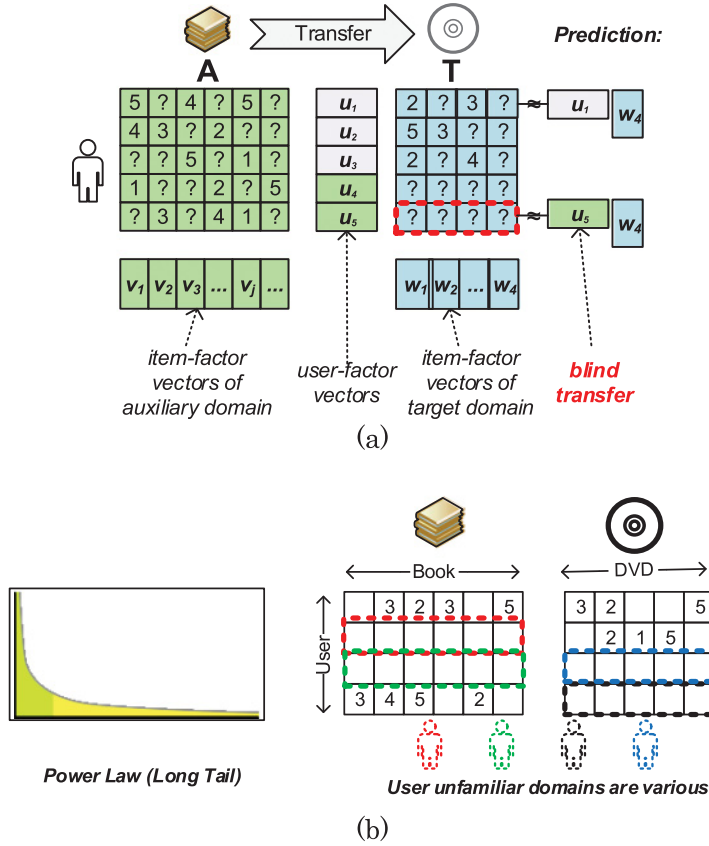 Transfer
Prediction:
A
T
5 ? 4 ? 5 ?
4 3 ? 2 ? ?
? ? 5 ? 1 ?
1 ? ? 2 ? 5
? 3 ? 4 1 ?
u1
u2
u3
u4
u5
2 ? 3 ?
5 3 ? ?
2 ? 4 ?
? ? ? ?
? ? ? ?
≈ u1 w4
≈ u5 w4
v1 v2 v3 ... vj ...
w1 w2 ... w4
item-factor
vectors of
auxiliary domain
user-factor
vectors
item-factor
vectors of
target domain
blind
transfer
(a)
Book
DVD
User
3 2 3 5
3 4 5 2
3 2 5
2 1 5
Power Law (Long Tail)
User unfamiliar domains are various
(b)